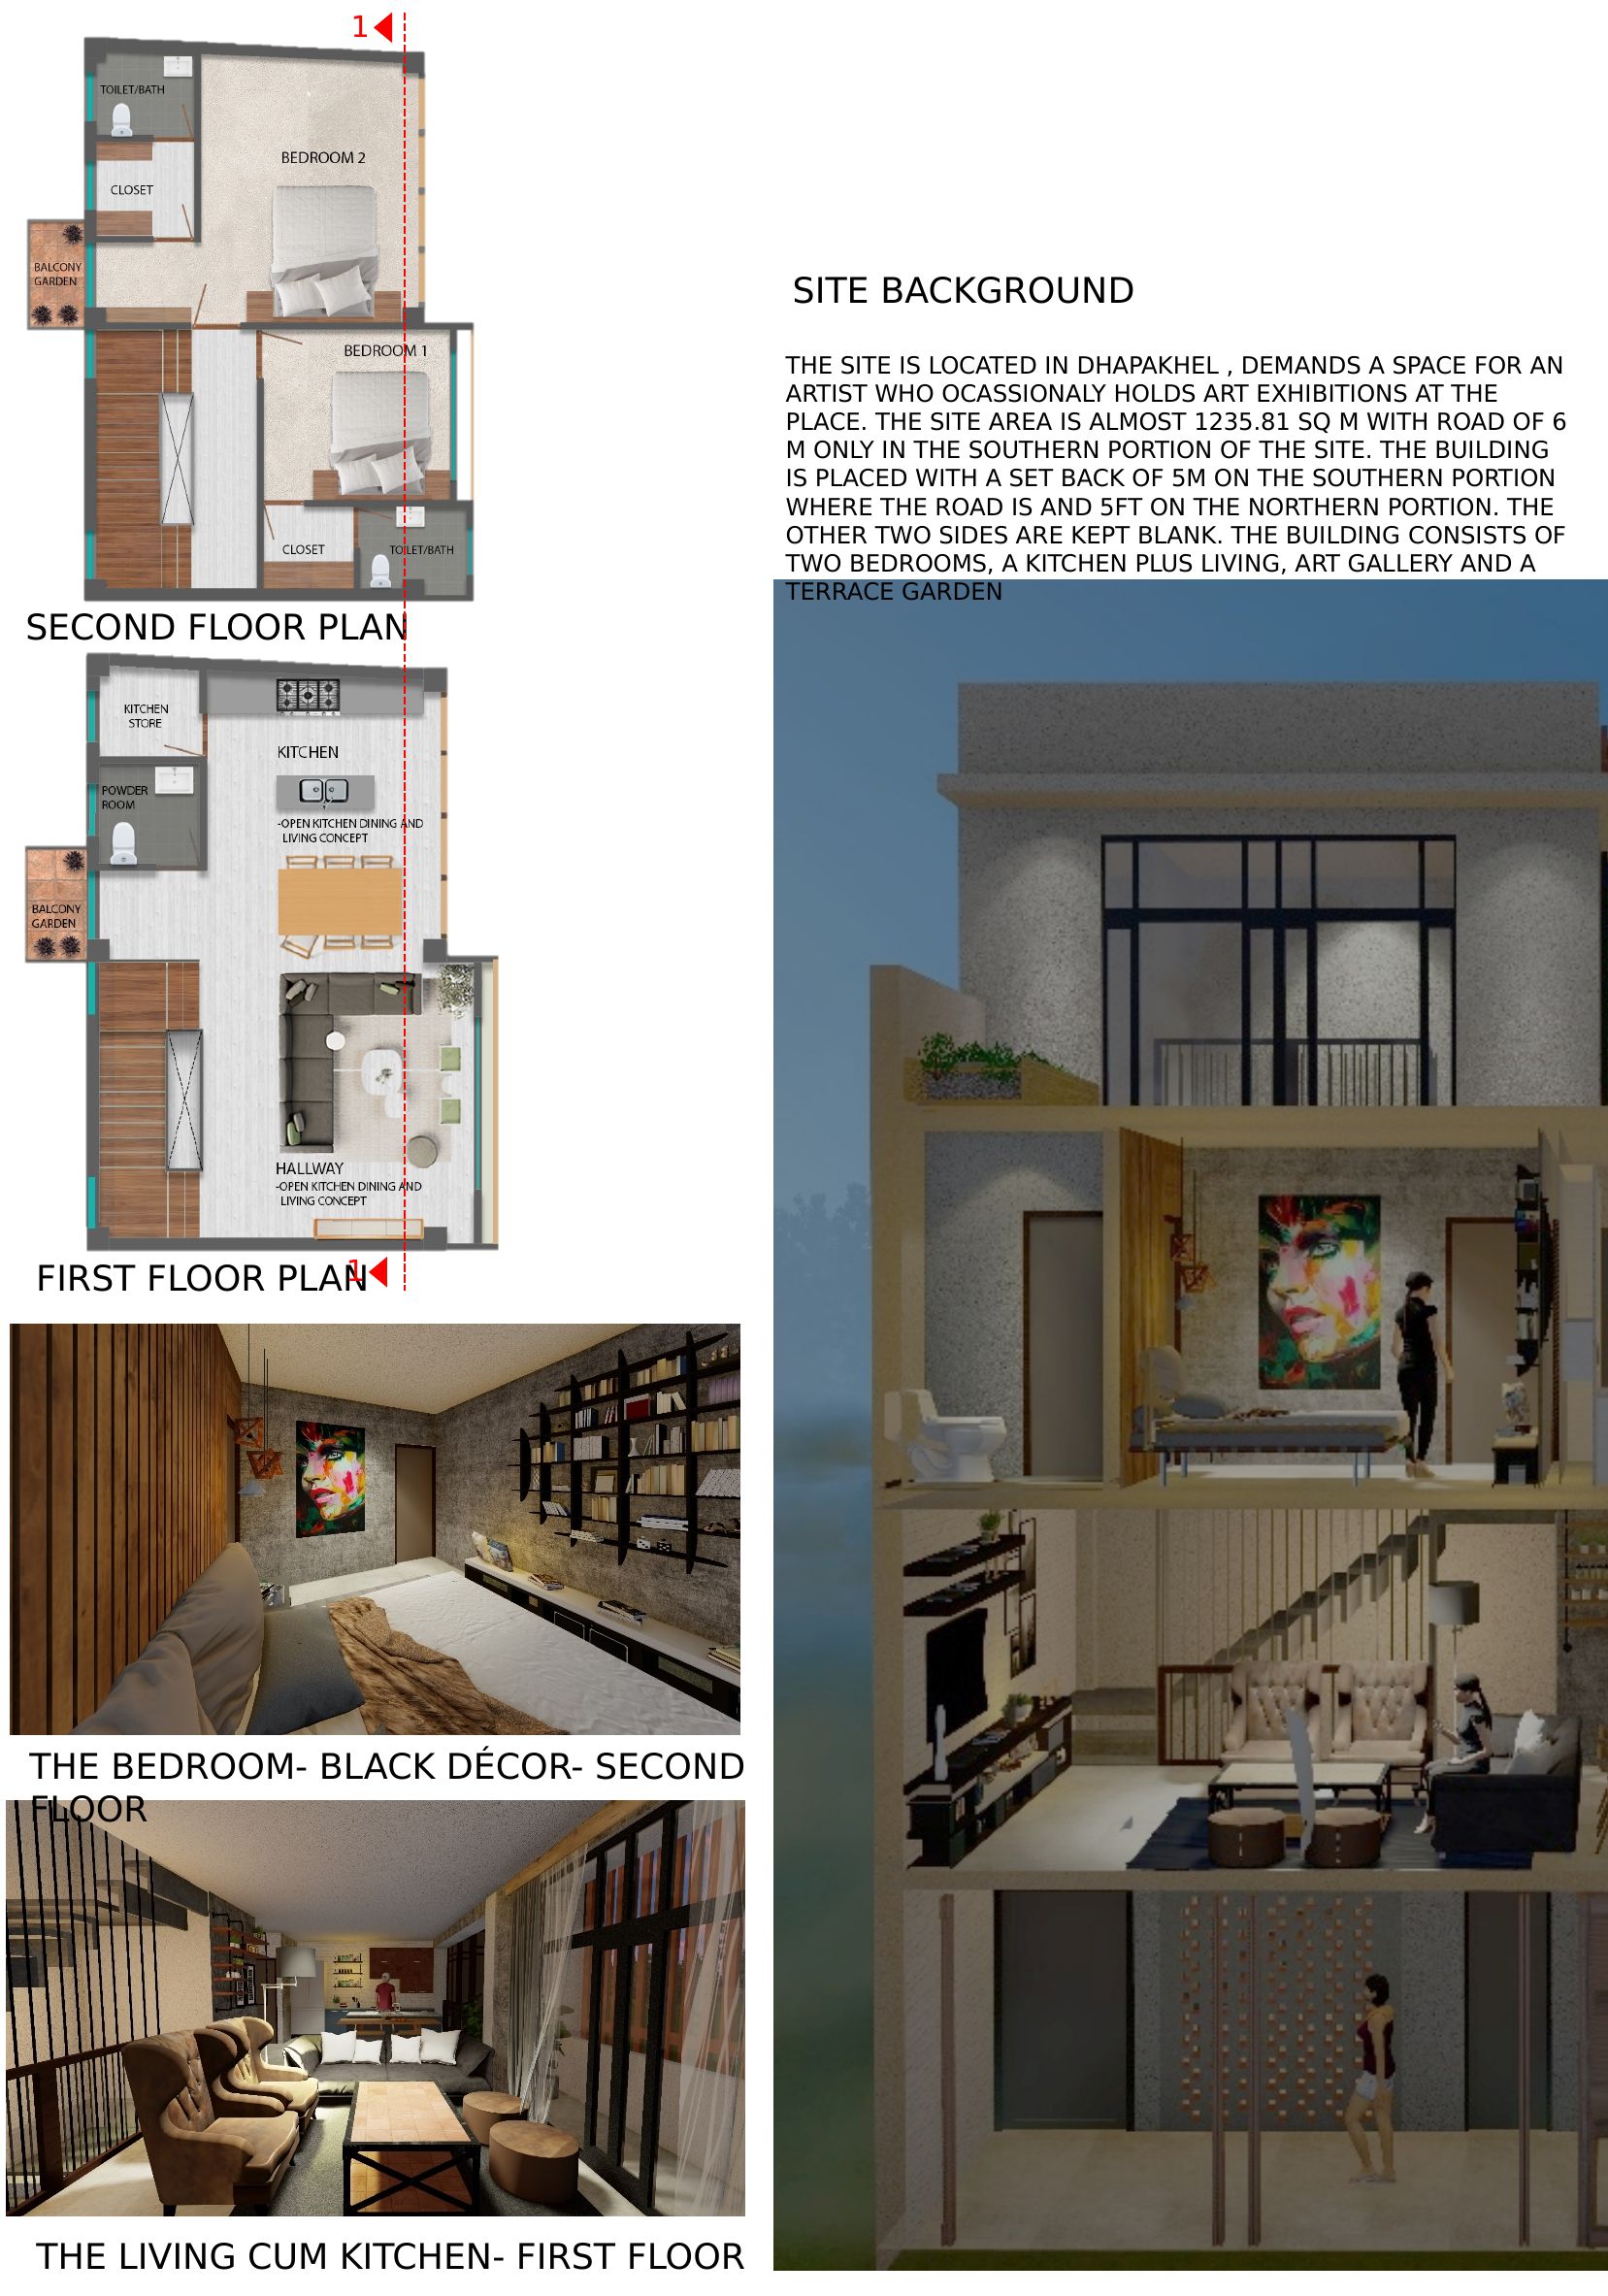 1
TOILET/BATH
BEDROOM 2
CLOSET
BALCONY
GARDEN
BEDROOM 1
CLOSET
TOILET/BATH
SECOND FLOOR PLAN
KITCHEN
STORE
KITCHEN
POWDER
ROOM
-OPEN KITCHEN DINING AND
LIVING CONCEPT
BALCONY
GARDEN
HALLWAY
-OPEN KITCHEN DINING AND
LIVING CONCEPT
FIRST FLOOR PLAN
1
THE BEDROOM- BLACK DÉCOR- SECOND
FLOOR
THE LIVING CUM KITCHEN- FIRST FLOOR
SITE BACKGROUND
THE SITE IS LOCATED IN DHAPAKHEL , DEMANDS A SPACE FOR AN
ARTIST WHO OCASSIONALY HOLDS ART EXHIBITIONS AT THE
PLACE. THE SITE AREA IS ALMOST 1235.81 SQ M WITH ROAD OF 6
M ONLY IN THE SOUTHERN PORTION OF THE SITE. THE BUILDING
IS PLACED WITH A SET BACK OF 5M ON THE SOUTHERN PORTION
WHERE THE ROAD IS AND 5FT ON THE NORTHERN PORTION. THE
OTHER TWO SIDES ARE KEPT BLANK. THE BUILDING CONSISTS OF
TWO BEDROOMS, A KITCHEN PLUS LIVING, ART GALLERY AND A
TERRACE GARDEN